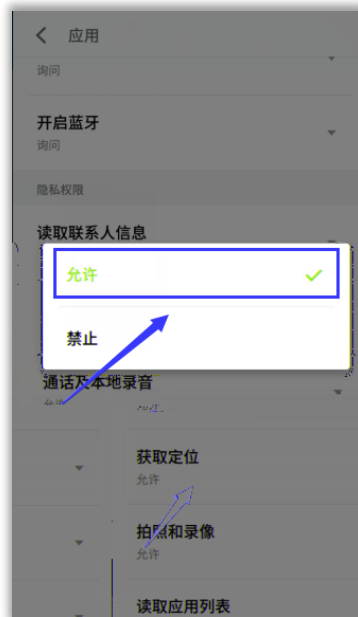 应用
询问
开启蓝牙
询问
隐私权限
读取联系人信息
允许
禁止
通话及本地录音
获取定位
允许
拍照和录像
允许
读取应用列表